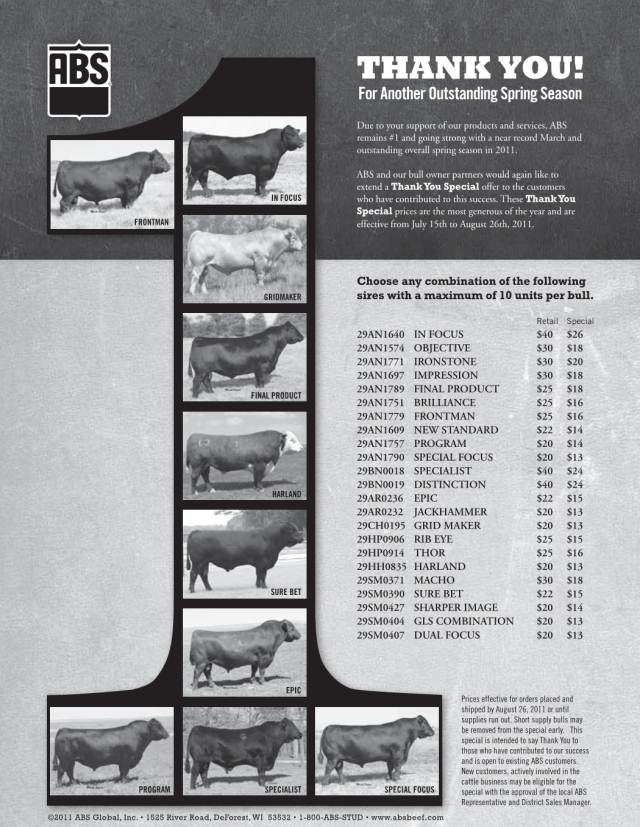 ABS
THANK YOU!
For Another Outstanding Spring Season
Due to your support of our products and services, ABS
remains #1 and going strong with a near record March and
outstanding overall spring season in 2011.
ABS and our bull owner partners would again like to
extend a Thank You Special offer to the customers
who have contributed to this success. These Thank You
Special prices are the most generous of the year and are
effective from July 15th to August 26th, 2011.
FRONTMAN
IN FOCUS
GRIDMAKER
FINAL PRODUCT
HARLAND
SURE BET
EPIC
PROGRAM
SPECIALIST
SPECIAL FOCUS
Choose any combination of the following
sires with a maximum of 10 units per bull.
Retail Special
29AN1640 IN FOCUS $40 $26
29AN1574 OBJECTIVE $30 $18
29AN1771 IRONSTONE $30 $20
29AN1697 IMPRESSION $30 $18
29AN1789 FINAL PRODUCT $25 $18
29AN1751 BRILLIANCE $25 $16
29AN1779 FRONTMAN $25 $16
29AN1609 NEW STANDARD $22 $14
29AN1757 PROGRAM $20 $14
29AN1790 SPECIAL FOCUS $20 $13
29BN0018 SPECIALIST $40 $24
29BN0019 DISTINCTION $40 $24
29AR0236 EPIC $22 $15
29AR0232 JACKHAMMER $20 $13
29CH0195 GRID MAKER $20 $13
29HP0906 RIB EYE $25 $15
29HP0914 THOR $25 $16
29HH0835 HARLAND $20 $13
29SM0371 MACHO $30 $18
29SM0390 SURE BET $22 $15
29SM0427 SHARPER IMAGE $20 $14
29SM0404 GLS COMBINATION $20 $13
29SM0407 DUAL FOCUS $20 $13
Prices effective for orders placed and
shipped by August 26, 2011 or until
supplies run out. Short supply bulls may
be removed from the special early. This
special is intended to say Thank You to
those who have contributed to our success
and is open to existing ABS customers.
New customers, actively involved in the
cattle business may be eligible for the
special with the approval of the local ABS
Representative and District Sales Manager.
©2011 ABS Global, Inc. • 1525 River Road, DeForest, WI 53532 • 1-800-ABS-STUD • www.absbeef.com